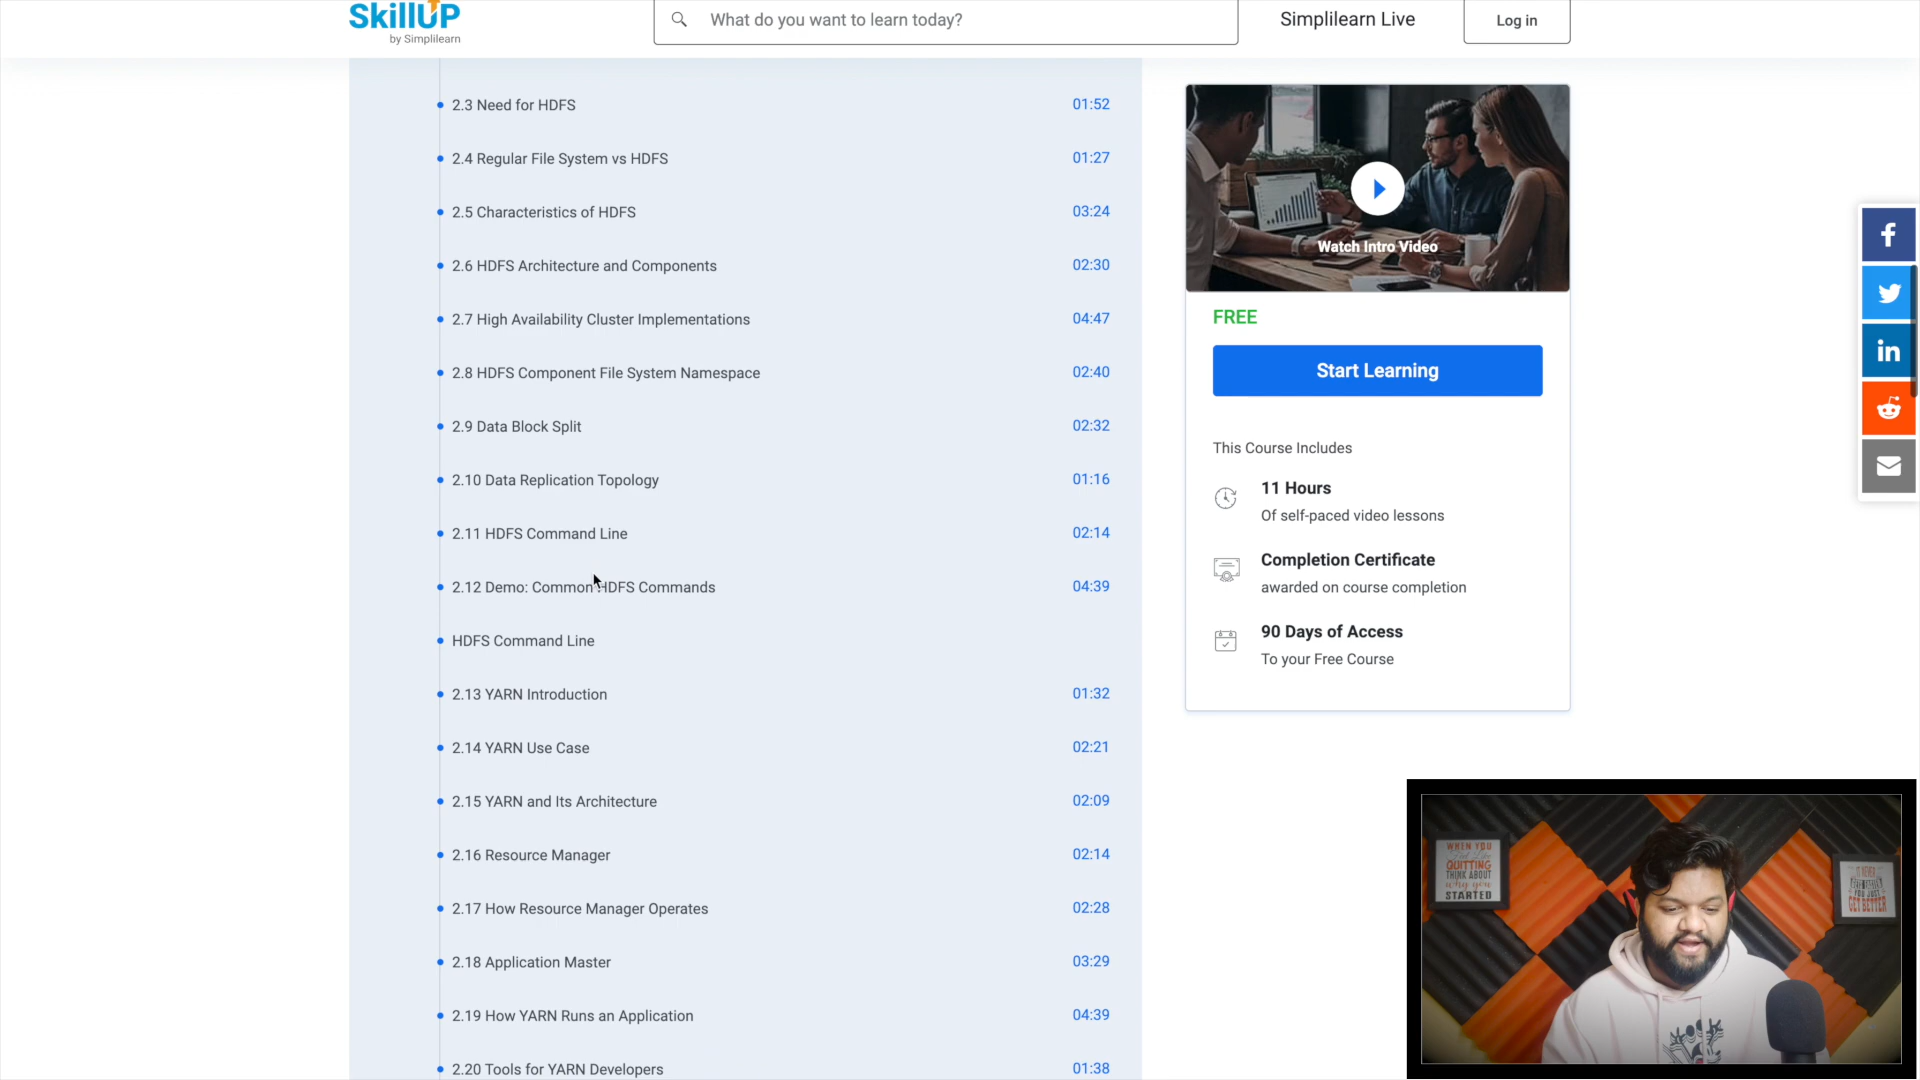 SkillUP
by Simplilearn
What do you want to learn today?
Simplilearn Live
Log in
2.3 Need for HDFS 01:52
2.4 Regular File System vs HDFS 01:27
2.5 Characteristics of HDFS 03:24
2.6 HDFS Architecture and Components 02:30
2.7 High Availability Cluster Implementations 04:47
2.8 HDFS Component File System Namespace 02:40
2.9 Data Block Split 02:32
2.10 Data Replication Topology 01:16
2.11 HDFS Command Line 02:14
2.12 Demo: Common HDFS Commands 04:39
HDFS Command Line
2.13 YARN Introduction 01:32
2.14 YARN Use Case 02:21
2.15 YARN and Its Architecture 02:09
2.16 Resource Manager 02:14
2.17 How Resource Manager Operates 02:28
2.18 Application Master 03:29
2.19 How YARN Runs an Application 04:39
2.20 Tools for YARN Developers 01:38
Watch Intro Video
FREE
Start Learning
This Course Includes
11 Hours
Of self-paced video lessons
Completion Certificate
awarded on course completion
90 Days of Access
To your Free Course
WHEN YOU
Feel Like
QUITTING
THINK ABOUT
why you
STARTED
GET BETTER